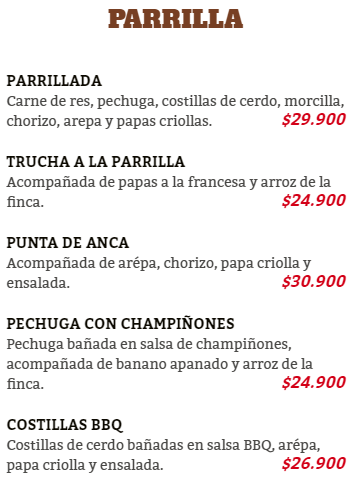 PARRILLA
PARRILLADA
Carne de res, pechuga, costillas de cerdo, morcilla,
chorizo, arepa y papas criollas. $29.900
TRUCHA A LA PARRILLA
Acompañada de papas a la francesa y arroz de la
finca. $24.900
PUNTA DE ANCA
Acompañada de arépa, chorizo, papa criolla y
ensalada. $30.900
PECHUGA CON CHAMPIÑONES
Pechuga bañada en salsa de champiñones,
acompañada de banano apanado y arroz de la
finca. $24.900
COSTILLAS BBQ
Costillas de cerdo bañadas en salsa BBQ, arépa,
papa criolla y ensalada. $26.900